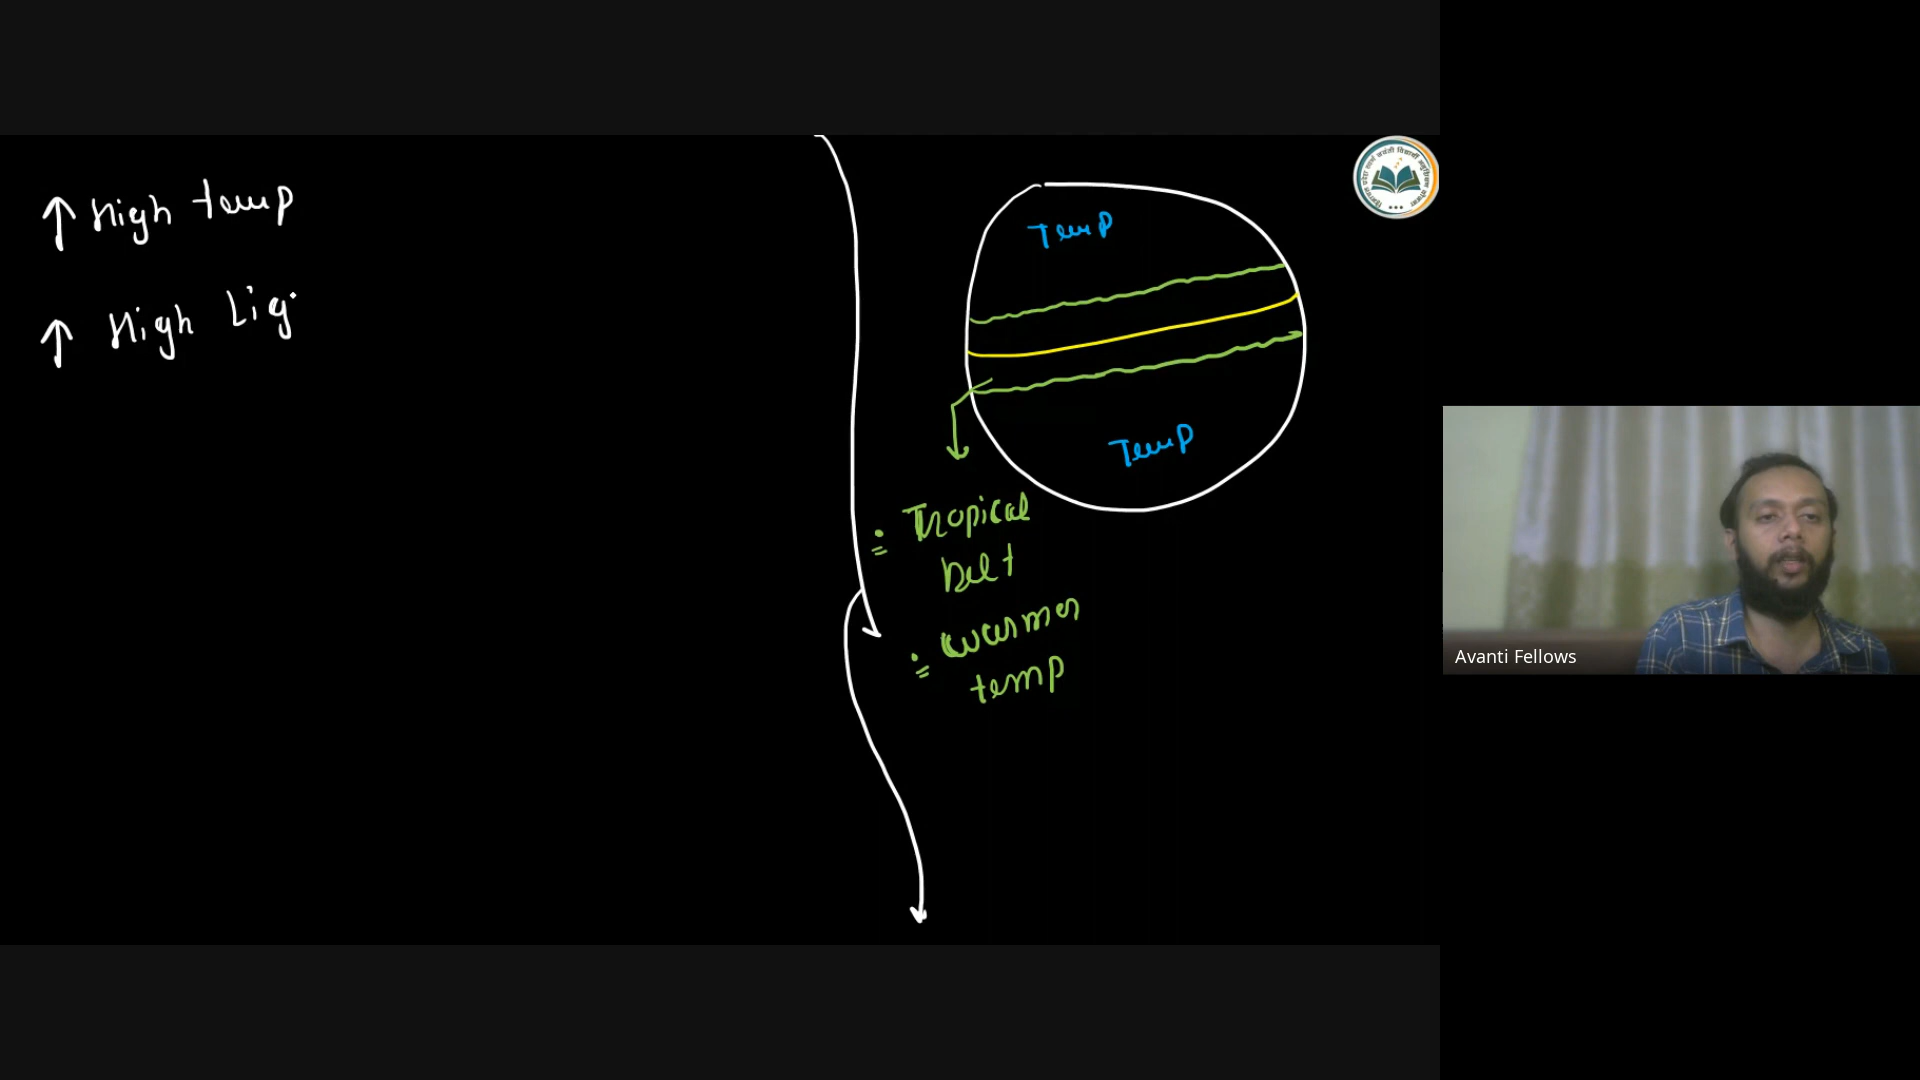 ↑ High temp
↑ High Lig
Temp
Temp
Tropical
belt
warmer
temp
Avanti Fellows